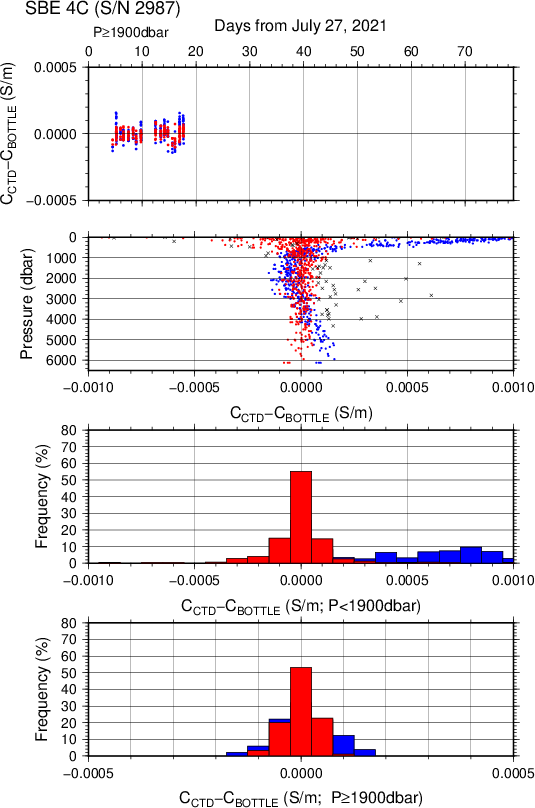 SBE 4C (S/N 2987)
P≥1900dbar
Days from July 27, 2021
0 10 20 30 40 50 60 70
0.0005
0.0000
−0.0005
C_CTD−C_BOTTLE (S/m)
0
1000
2000
3000
4000
5000
6000
Pressure (dbar)
−0.0010 −0.0005 0.0000 0.0005 0.0010
C_CTD−C_BOTTLE (S/m)
80
70
60
50
40
30
20
10
0
Frequency (%)
−0.0010 −0.0005 0.0000 0.0005 0.0010
C_CTD−C_BOTTLE (S/m; P<1900dbar)
80
70
60
50
40
30
20
10
0
Frequency (%)
−0.0005 0.0000 0.0005
C_CTD−C_BOTTLE (S/m; P≥1900dbar)